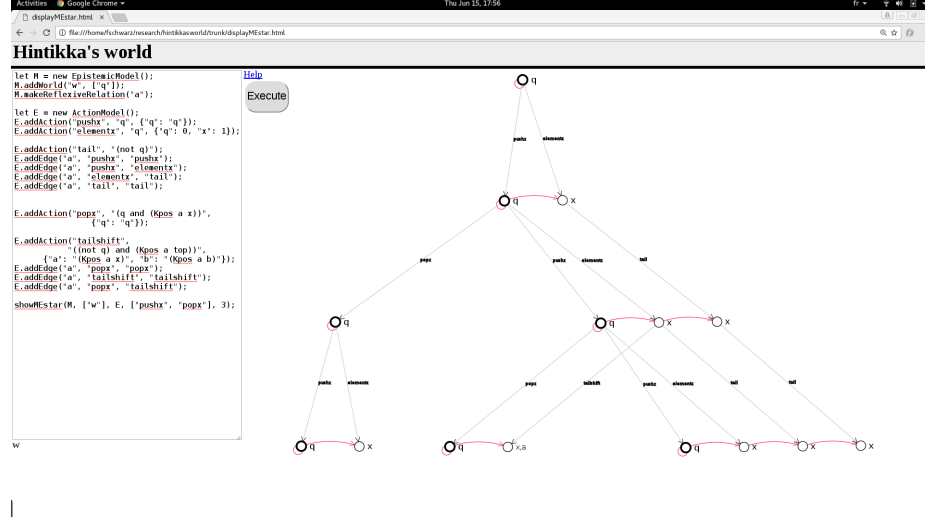 Activities Google Chrome
Thu Jun 15, 17:56
fr
displayMEstar.html ×
file:///home/fschwarz/research/hintikkasworld/trunk/displayMEstar.html
Hintikka's world
let M = new EpistemicModel();
M.addWorld("w", ["q"]);
M.makeReflexiveRelation("a");
let E = new ActionModel();
E.addAction("pushx", "q", {"q": "q"});
E.addAction("elementx", "q", {"q": 0, "x": 1});
E.addAction("tail", "(not q)");
E.addEdge("a", "pushx", "pushx");
E.addEdge("a", "pushx", "elementx");
E.addEdge("a", "elementx", "tail");
E.addEdge("a", "tail", "tail");
E.addAction("popx", "(q and (Kpos a x))",
{"q": "q"});
E.addAction("tailshift",
"((not q) and (Kpos a top))",
{"a": "(Kpos a x)", "b": "(Kpos a b)"});
E.addEdge("a", "popx", "popx");
E.addEdge("a", "tailshift", "tailshift");
E.addEdge("a", "popx", "tailshift");
showMEstar(M, ["w"], E, ["pushx", "popx"], 3);
w
Help
Execute
q
pushx elementx
q x
popx pushx elementx tail
q q x x
pushx elementx popx tailshift pushx elementx tail tail
q x q x,a q x x x